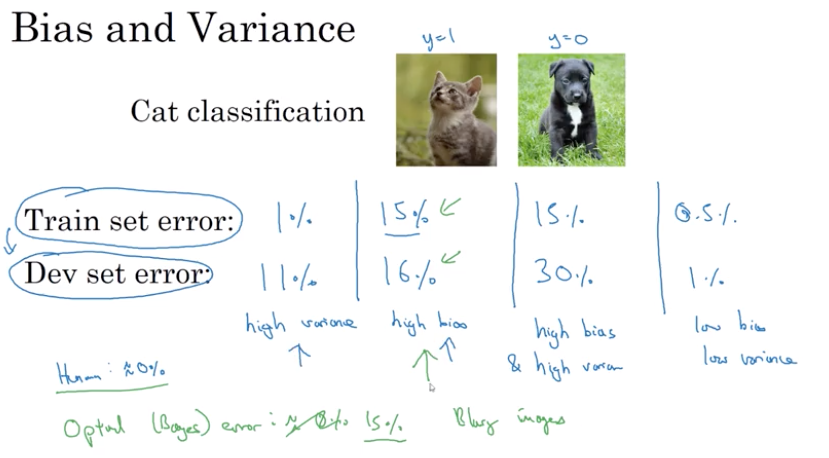 Bias and Variance
y=1 y=0
Cat classification
Train set error: 1% 15% 15% 0.5%
Dev set error: 11% 16% 30% 1%
high variance high bias high bias low bias
& high varian low variance
Human: ≈0%
Optimal (Bayes) error: ≈ 0% 15% Blurry images